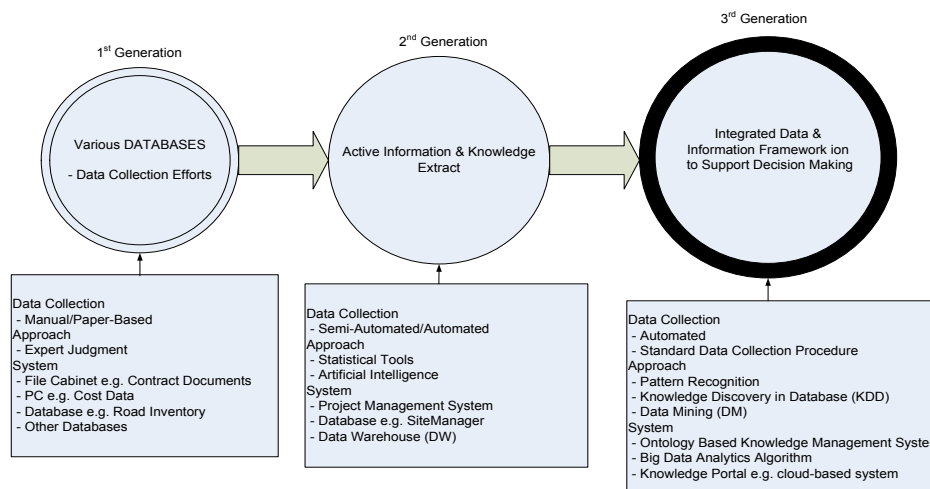 1st Generation
Various DATABASES
- Data Collection Efforts
Data Collection
- Manual/Paper-Based
Approach
- Expert Judgment
System
- File Cabinet e.g. Contract Documents
- PC e.g. Cost Data
- Database e.g. Road Inventory
- Other Databases
2nd Generation
Active Information & Knowledge
Extract
Data Collection
- Semi-Automated/Automated
Approach
- Statistical Tools
- Artificial Intelligence
System
- Project Management System
- Database e.g. SiteManager
- Data Warehouse (DW)
3rd Generation
Integrated Data &
Information Framework ion
to Support Decision Making
Data Collection
- Automated
- Standard Data Collection Procedure
Approach
- Pattern Recognition
- Knowledge Discovery in Database (KDD)
- Data Mining (DM)
System
- Ontology Based Knowledge Management Syste
- Big Data Analytics Algorithm
- Knowledge Portal e.g. cloud-based system